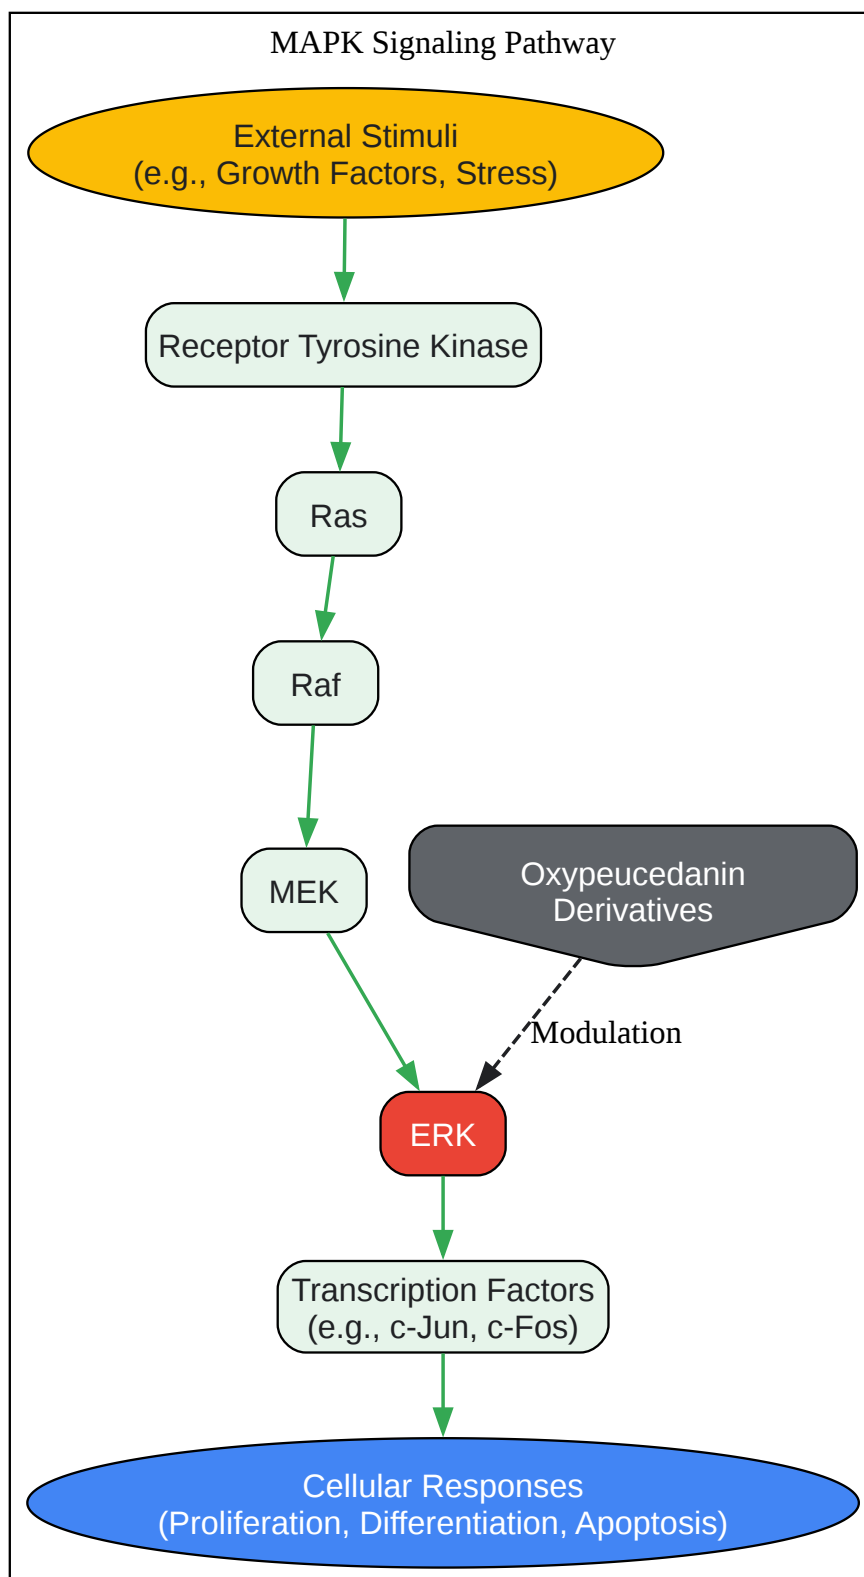 MAPK Signaling Pathway
External Stimuli
(e.g., Growth Factors, Stress)
Receptor Tyrosine Kinase
Ras
Raf
MEK
Oxypeucedanin
Derivatives
Modulation
ERK
Transcription Factors
(e.g., c-Jun, c-Fos)
Cellular Responses
(Proliferation, Differentiation, Apoptosis)